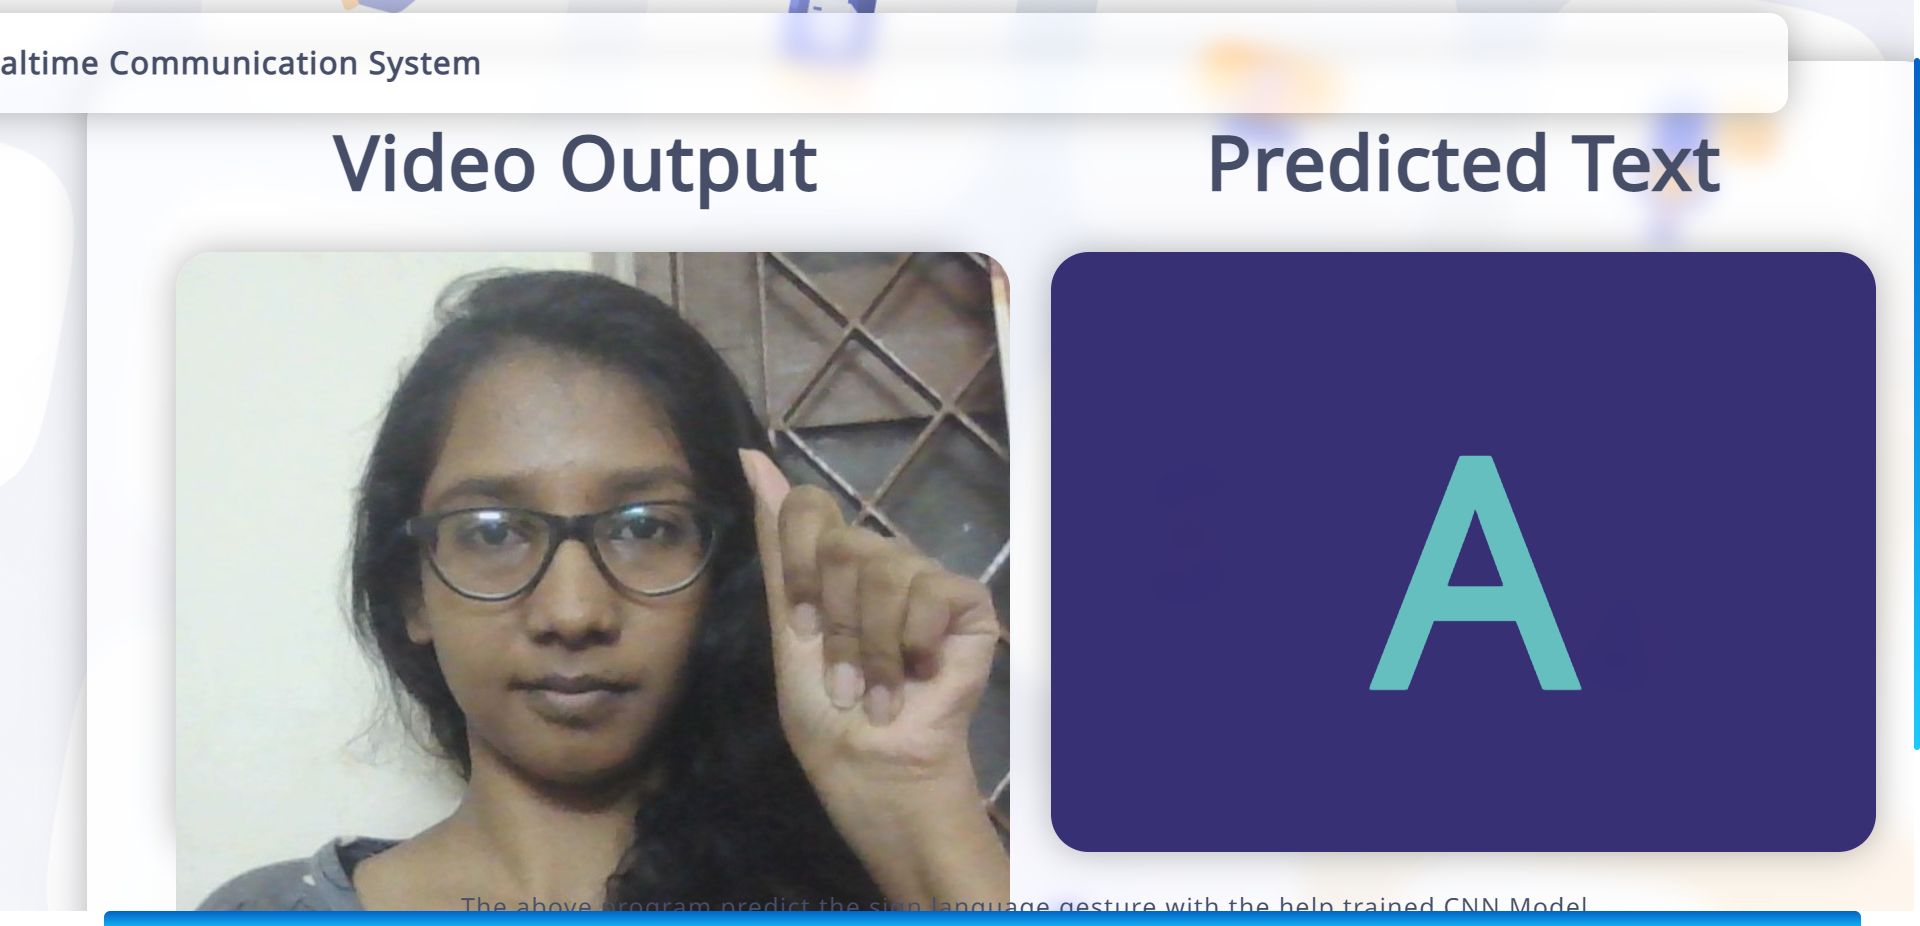 altime Communication System
Video Output
Predicted Text
A
The above program predict the sign language gesture with the help trained CNN Model